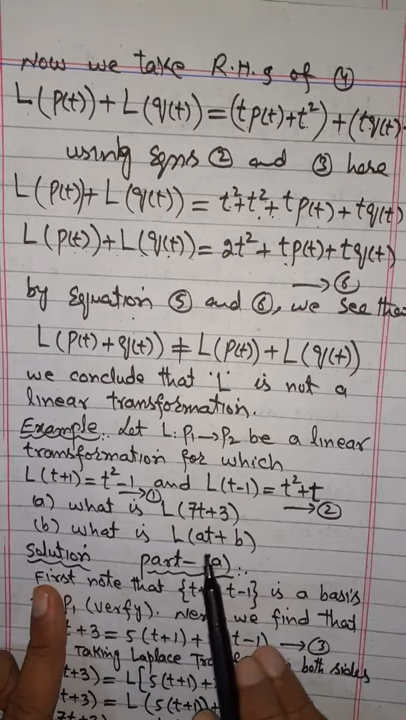 Now we take R.H.S of ④
L(p(t)) + L(q(t)) = (tp(t)+t²) + (tq(t)
using Eqns ② and ③ here
L(p(t)) + L(q(t)) = t²+t²+tp(t)+tq(t)
L(p(t))+L(q(t)) = 2t²+tp(t)+tq(t)
→⑥
by Equation ⑤ and ⑥, we see tha
L(p(t)+q(t)) ≠ L(p(t)) + L(q(t))
we conclude that 'L' is not a
linear transformation.
Example:. Let L:P₁→P₂ be a linear
transformation for which
L(t+1)=t²-1 →① and L(t-1)=t²+t
→②
(a) what is L(7t+3)
(b) what is L(at+b)
Solution part-(a):
First note that {t t-1} is a basis
P₁ (verfy). Next we find that
t+3 = 5(t+1)+ t-1) →③
Taking Laplace both sides
t+3) = L[5(t+1)+
t+3) = L(5(t+1)+